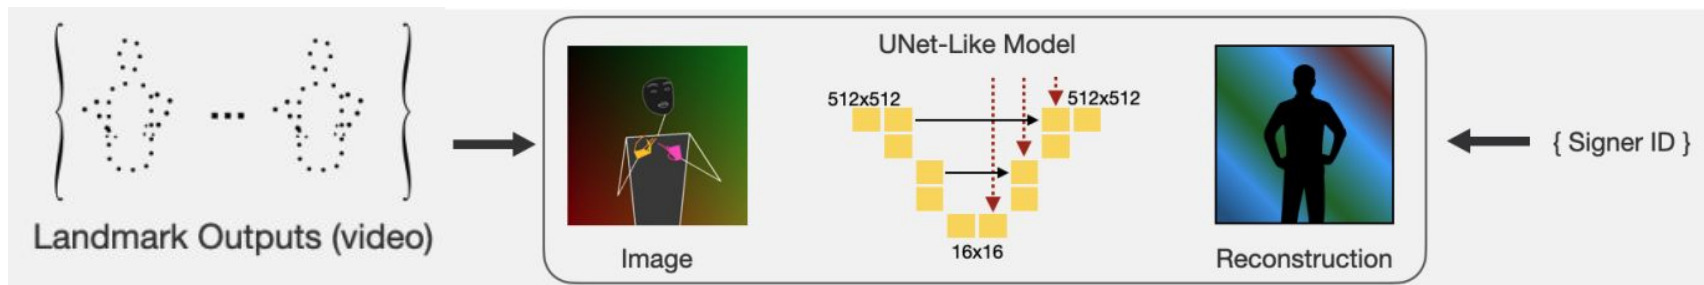 Landmark Outputs (video)
Image
UNet-Like Model
512x512
512x512
16x16
Reconstruction
{ Signer ID }